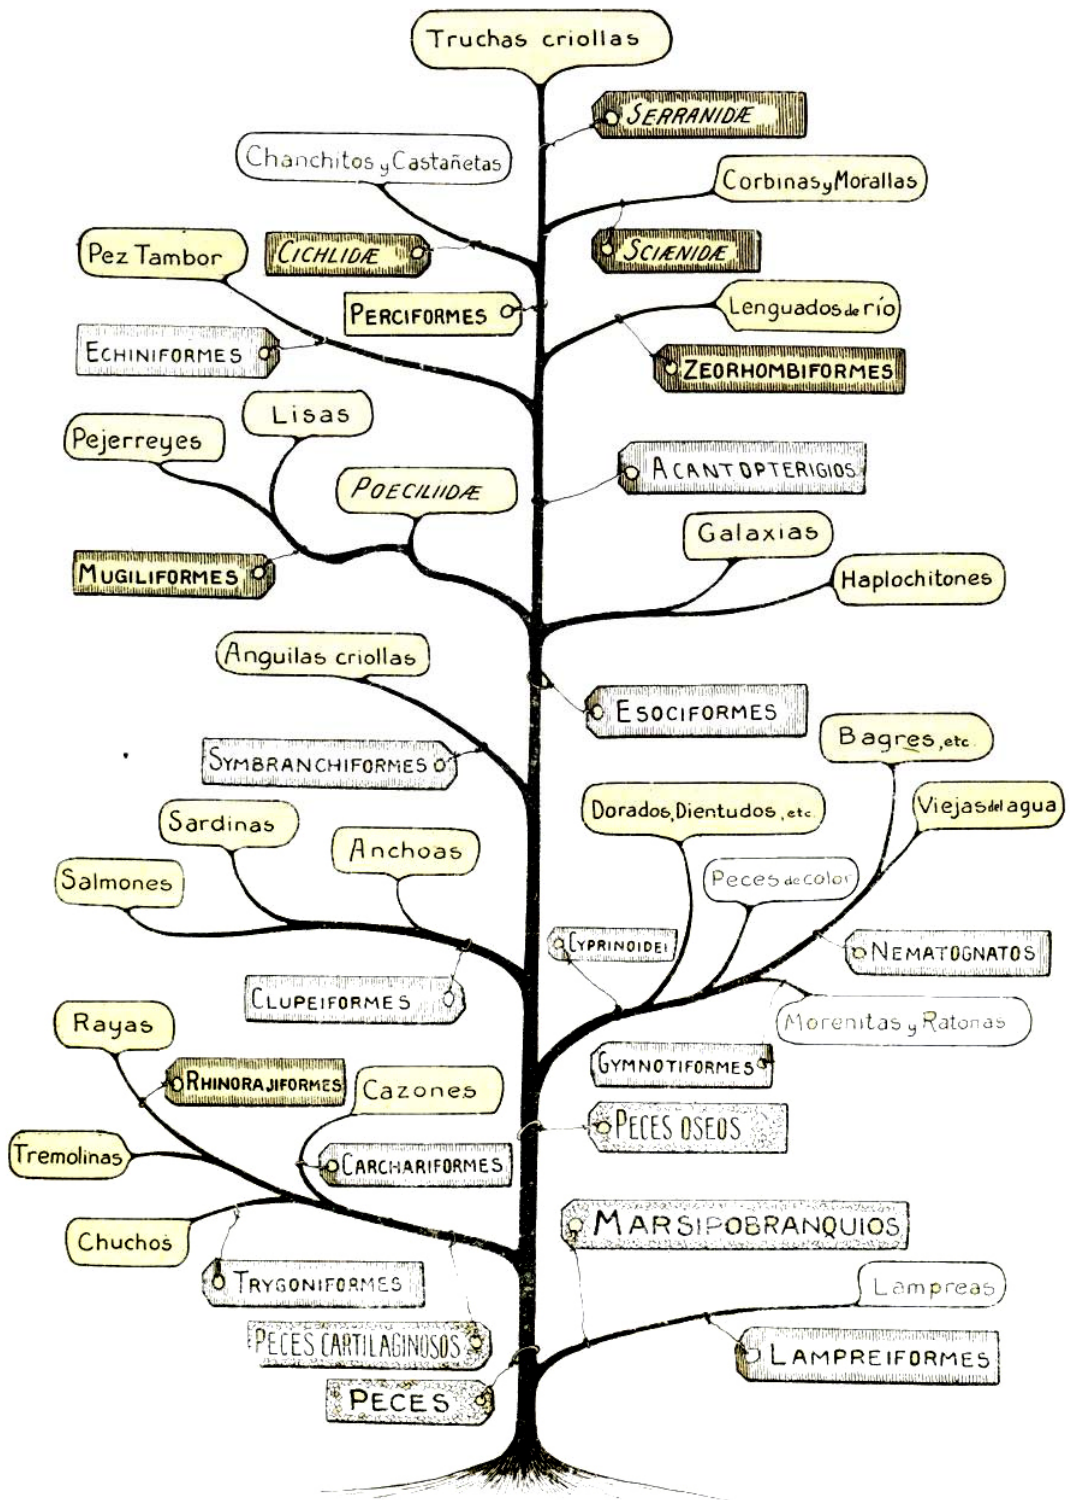 Truchas criollas
SERRANIDÆ
Chanchitos y Castañetas
Corbinas y Morallas
CICHLIDÆ
SCIÆNIDÆ
Pez Tambor
PERCIFORMES
Lenguados de río
ECHINIFORMES
ZEORHOMBIFORMES
Lisas
Pejerreyes
POECILIIDÆ
ACANTOPTERIGIOS
Galaxias
MUGILIFORMES
Haplochitones
Anguilas criollas
ESOCIFORMES
Bagres, etc.
SYMBRANCHIFORMES
Viejas del agua
Dorados, Dientudos, etc.
Sardinas
Anchoas
Peces de color
Salmones
CYPRINOIDEI
NEMATOGNATOS
CLUPEIFORMES
Morenitas y Ratonas
Rayas
GYMNOTIFORMES
RHINORAJIFORMES
Cazones
PECES OSEOS
Tremolinas
CARCHARIFORMES
MARSIPOBRANQUIOS
Chuchos
TRYGONIFORMES
Lampreas
PECES CARTILAGINOSOS
LAMPREIFORMES
PECES